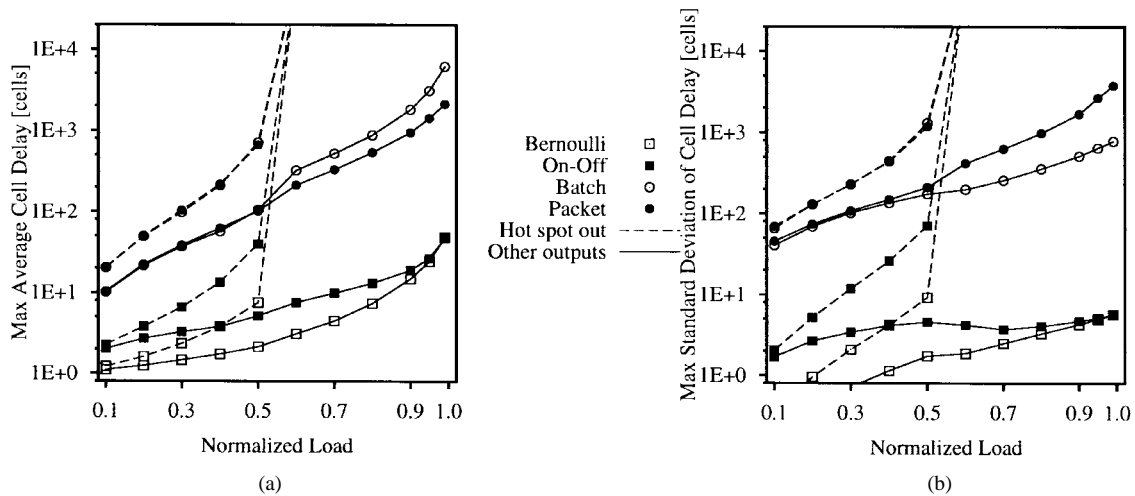 Max Average Cell Delay [cells]
1E+4
1E+3
1E+2
1E+1
1E+0
0.1
0.3
0.5
0.7
0.9
1.0
Normalized Load
(a)
Bernoulli
On-Off
Batch
Packet
Hot spot out
Other outputs
Max Standard Deviation of Cell Delay [cells]
1E+4
1E+3
1E+2
1E+1
1E+0
0.1
0.3
0.5
0.7
0.9
1.0
Normalized Load
(b)